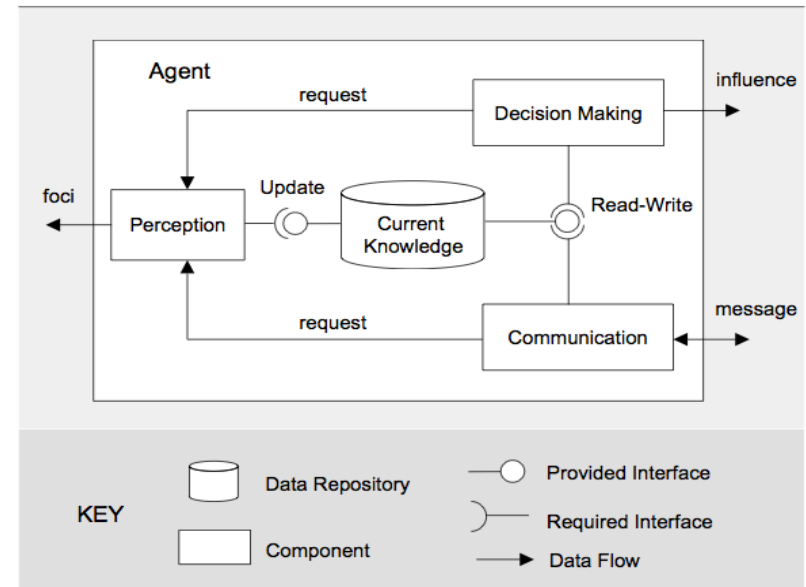 Agent
influence
request
Decision Making
foci
Update
Read-Write
Perception
Current
Knowledge
message
request
Communication
KEY
Data Repository
Provided Interface
Required Interface
Component
Data Flow